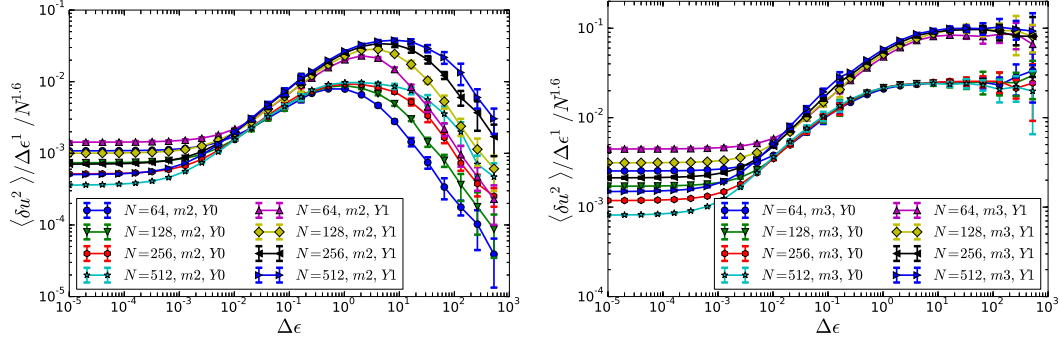 ⟨δu² ⟩/Δϵ¹ /N^{1.6}
10⁻¹
10⁻²
10⁻³
10⁻⁴
10⁻⁵
N=64, m2, Y0
N=128, m2, Y0
N=256, m2, Y0
N=512, m2, Y0
N=64, m2, Y1
N=128, m2, Y1
N=256, m2, Y1
N=512, m2, Y1
10⁻⁵ 10⁻⁴ 10⁻³ 10⁻² 10⁻¹ 10⁰ 10¹ 10² 10³
Δϵ
⟨δu² ⟩/Δϵ¹ /N^{1.6}
10⁻¹
10⁻²
10⁻³
10⁻⁴
N=64, m3, Y0
N=128, m3, Y0
N=256, m3, Y0
N=512, m3, Y0
N=64, m3, Y1
N=128, m3, Y1
N=256, m3, Y1
N=512, m3, Y1
10⁻⁵ 10⁻⁴ 10⁻³ 10⁻² 10⁻¹ 10⁰ 10¹ 10² 10³
Δϵ